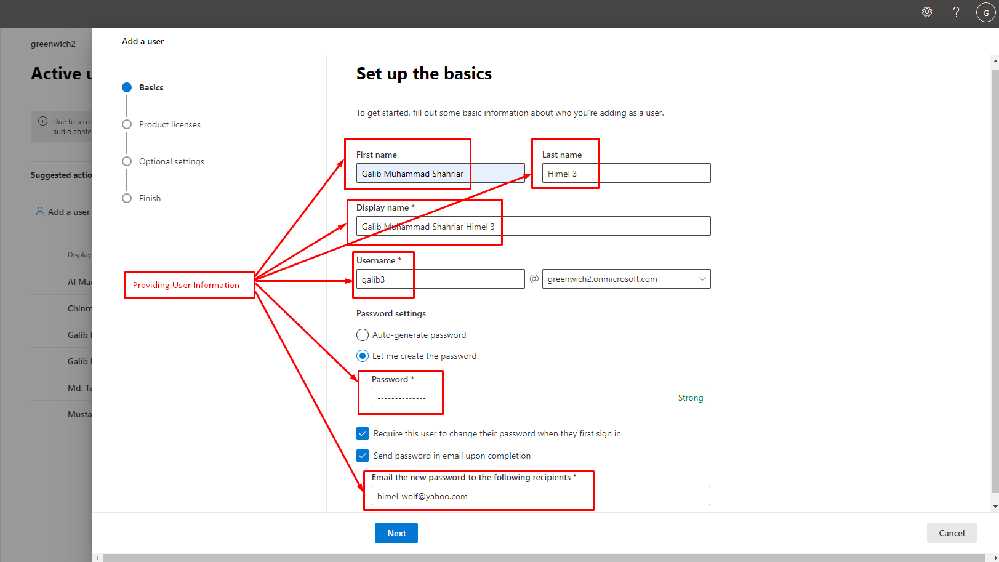 ?
G
greenwich2
Add a user
Active u
Basics
Set up the basics
Due to a rec
audio confe
Product licenses
To get started, fill out some basic information about who you're adding as a user.
Optional settings
First name
Last name
Galib Muhammad Shahriar
Himel 3
Suggested actio
Finish
Display name *
Add a user
Galib Muhammad Shahriar Himel 3
Display
Username *
Al Mar
galib3
@
greenwich2.onmicrosoft.com
Providing User Information
Chinm
Password settings
Galib
Auto-generate password
Galib
Let me create the password
Md. Ta
Password *
••••••••••••••
Strong
Musta
Require this user to change their password when they first sign in
Send password in email upon completion
Email the new password to the following recipients *
himel_wolf@yahoo.com
Next
Cancel